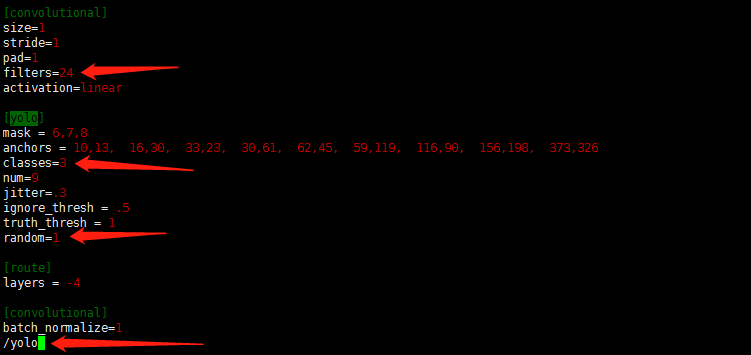 [convolutional]
size=1
stride=1
pad=1
filters=24
activation=linear
[yolo]
mask = 6,7,8
anchors = 10,13,  16,30,  33,23,  30,61,  62,45,  59,119,  116,90,  156,198,  373,326
classes=3
num=9
jitter=.3
ignore_thresh = .5
truth_thresh = 1
random=1
[route]
layers = -4
[convolutional]
batch_normalize=1
/yolo